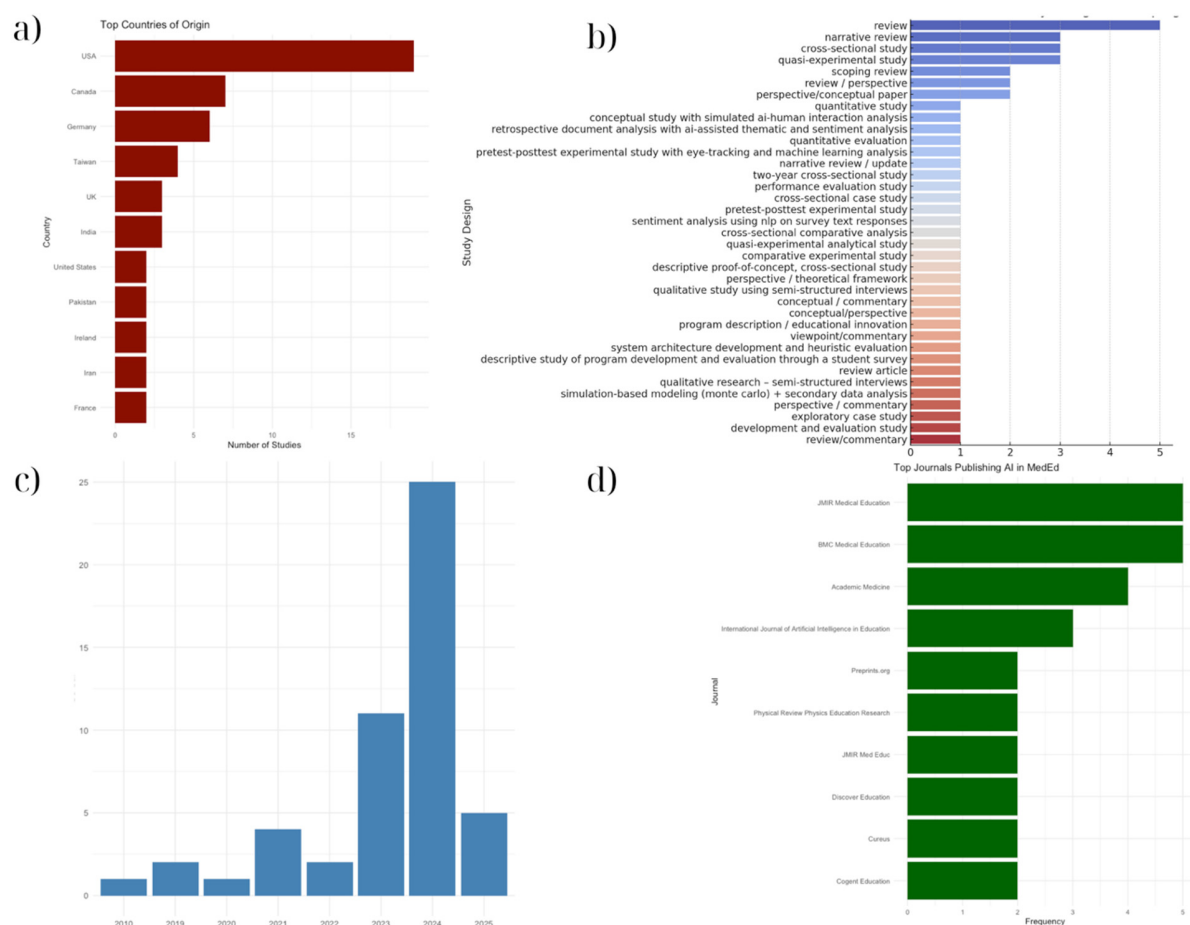 a)
Top Countries of Origin
USA
Canada
Germany
Taiwan
UK
India
United States
Pakistan
Ireland
Iran
France
Country
0 5 10 15
Number of Studies
b)
review
narrative review
cross-sectional study
quasi-experimental study
scoping review
review / perspective
perspective/conceptual paper
quantitative study
conceptual study with simulated ai-human interaction analysis
retrospective document analysis with ai-assisted thematic and sentiment analysis
quantitative evaluation
pretest-posttest experimental study with eye-tracking and machine learning analysis
narrative review / update
two-year cross-sectional study
performance evaluation study
cross-sectional case study
pretest-posttest experimental study
sentiment analysis using nlp on survey text responses
cross-sectional comparative analysis
quasi-experimental analytical study
comparative experimental study
descriptive proof-of-concept, cross-sectional study
perspective / theoretical framework
qualitative study using semi-structured interviews
conceptual / commentary
conceptual/perspective
program description / educational innovation
viewpoint/commentary
system architecture development and heuristic evaluation
descriptive study of program development and evaluation through a student survey
review article
qualitative research – semi-structured interviews
simulation-based modeling (monte carlo) + secondary data analysis
perspective / commentary
exploratory case study
development and evaluation study
review/commentary
Study Design
0 1 2 3 4 5
c)
25
20
15
10
5
0
2019 2020 2021 2022 2023 2024 2025
d)
Top Journals Publishing AI in MedEd
JMIR Medical Education
BMC Medical Education
Academic Medicine
International Journal of Artificial Intelligence in Education
Preprints.org
Physical Review Physics Education Research
JMIR Med Educ
Discover Education
Cureus
Cogent Education
Journal
0 1 2 3 4 5
Frequency